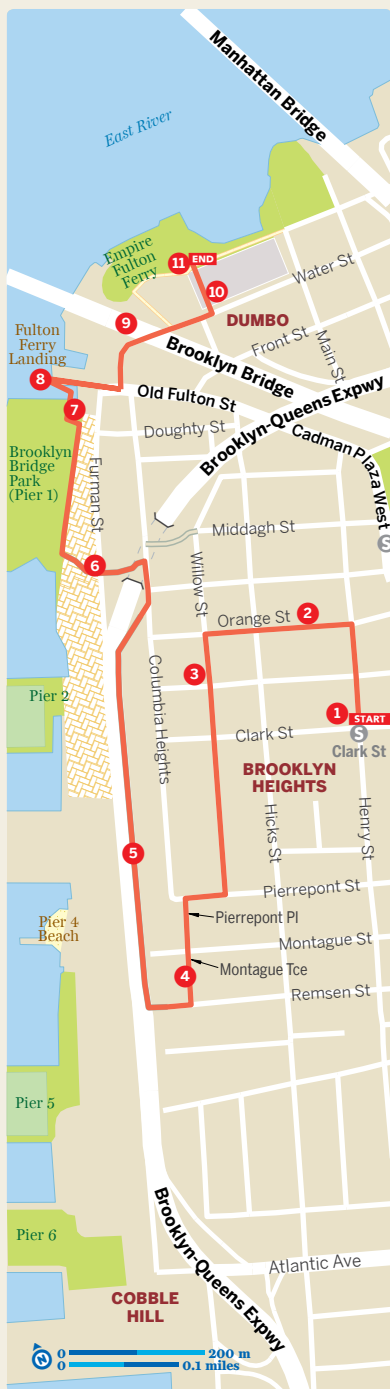 Manhattan Bridge
East River
Empire
Fulton
Ferry
11 END
10
Water St
DUMBO
9
Front St
Main St
Fulton
Ferry
Landing
Brooklyn Bridge
8
Old Fulton St
Brooklyn-Queens Expwy
7
Doughty St
Cadman Plaza West
Brooklyn
Bridge
Park
(Pier 1)
Furman St
S
Middagh St
6
Willow St
Orange St
2
3
1 START
Pier 2
Columbia Heights
Clark St
S
Clark St
BROOKLYN
HEIGHTS
Hicks St
Henry St
5
Pierrepont St
Pierrepont Pl
Pier 4
Beach
Montague St
Montague Tce
4
Remsen St
Pier 5
Pier 6
Brooklyn-Queens Expwy
Atlantic Ave
COBBLE
HILL
N
0 200 m
0 0.1 miles